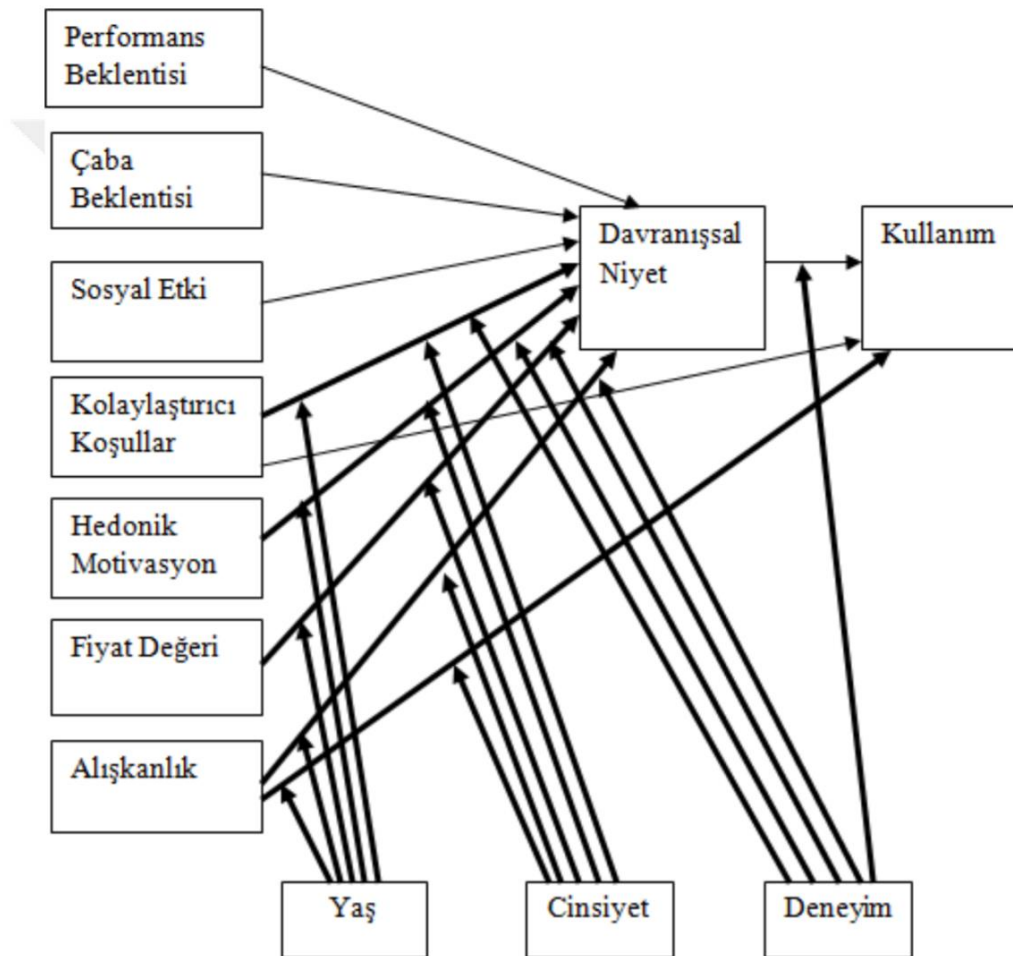 Performans
Beklentisi
Çaba
Beklentisi
Sosyal Etki
Kolaylaştırıcı
Koşullar
Hedonik
Motivasyon
Fiyat Değeri
Alışkanlık
Davranışsal
Niyet
Kullanım
Yaş
Cinsiyet
Deneyim